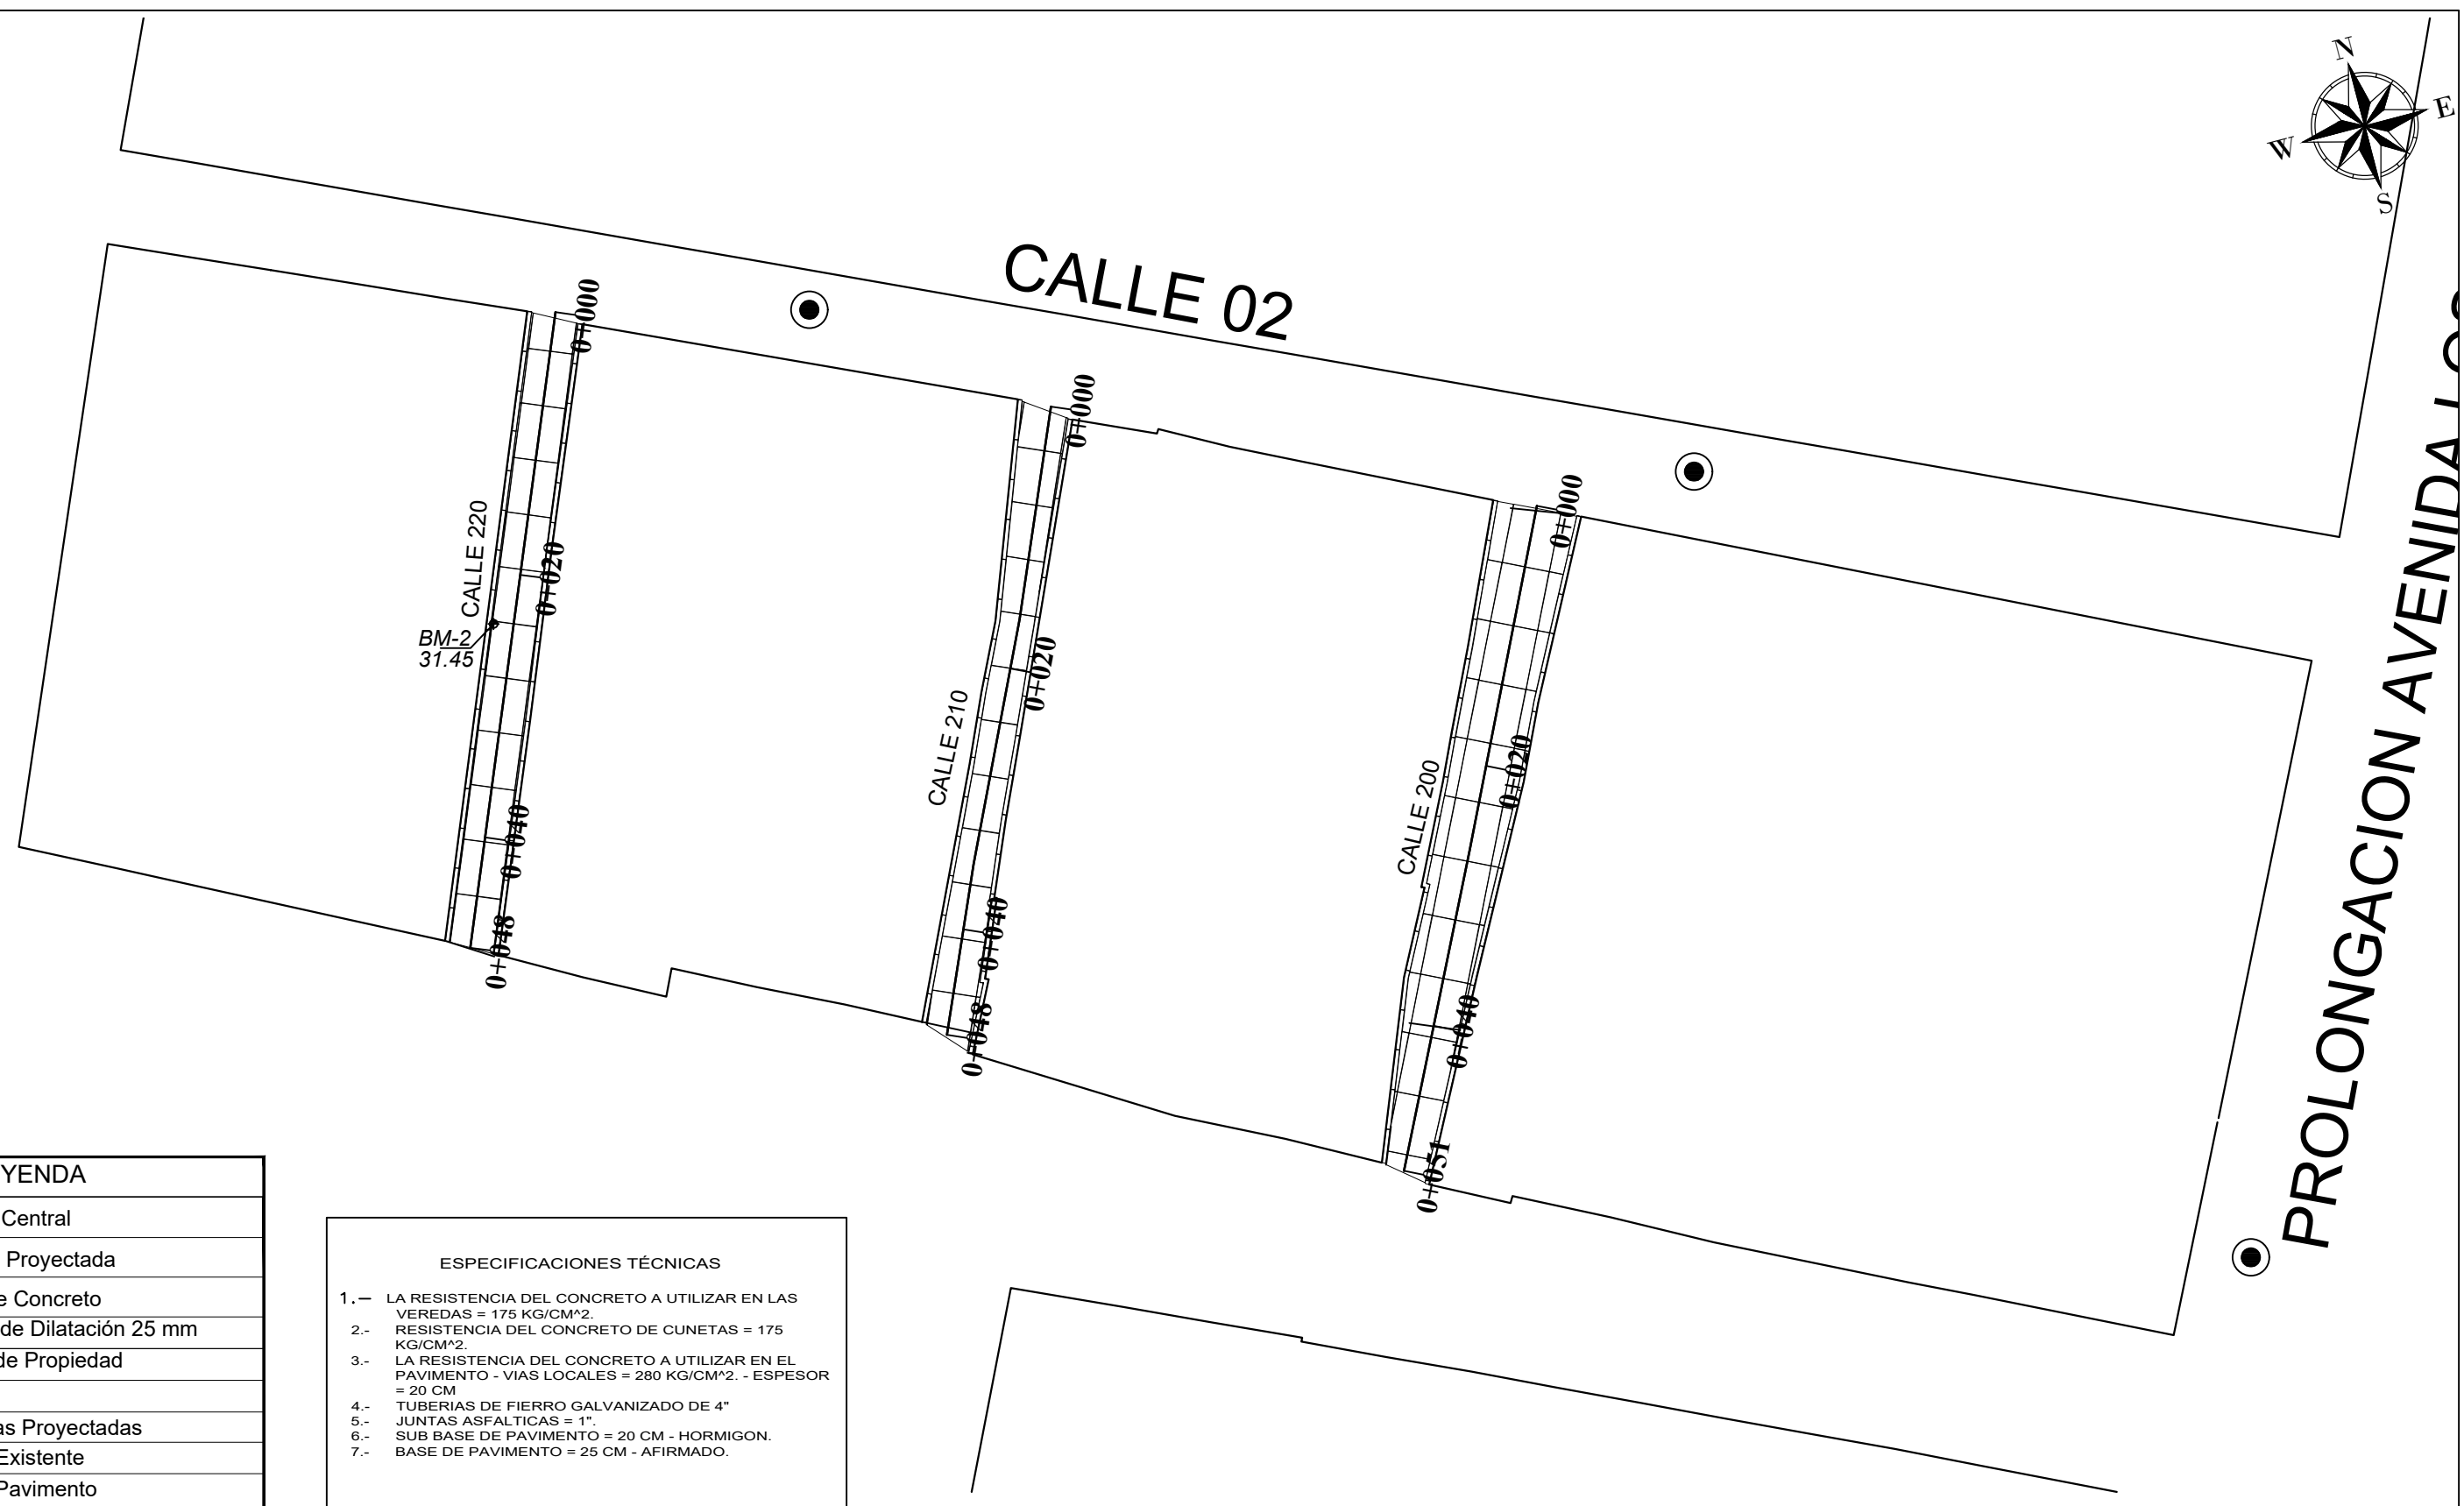 N
E
W
S
CALLE 02
0+000
0+000
0+000
CALLE 220
0+020
BM-2
31.45
0+020
CALLE 210
0+020
CALLE 200
0+040
0+040
0+040
0+048
0+048
0+051
PROLONGACION AVENIDA
YENDA
Central
Proyectada
Concreto
de Dilatación 25 mm
de Propiedad
Proyectadas
Existente
Pavimento
ESPECIFICACIONES TÉCNICAS
1.- LA RESISTENCIA DEL CONCRETO A UTILIZAR EN LAS
VEREDAS = 175 KG/CM^2.
2.- RESISTENCIA DEL CONCRETO DE CUNETAS = 175
KG/CM^2.
3.- LA RESISTENCIA DEL CONCRETO A UTILIZAR EN EL
PAVIMENTO - VIAS LOCALES = 280 KG/CM^2. - ESPESOR
= 20 CM
4.- TUBERIAS DE FIERRO GALVANIZADO DE 4"
5.- JUNTAS ASFALTICAS = 1".
6.- SUB BASE DE PAVIMENTO = 20 CM - HORMIGON.
7.- BASE DE PAVIMENTO = 25 CM - AFIRMADO.